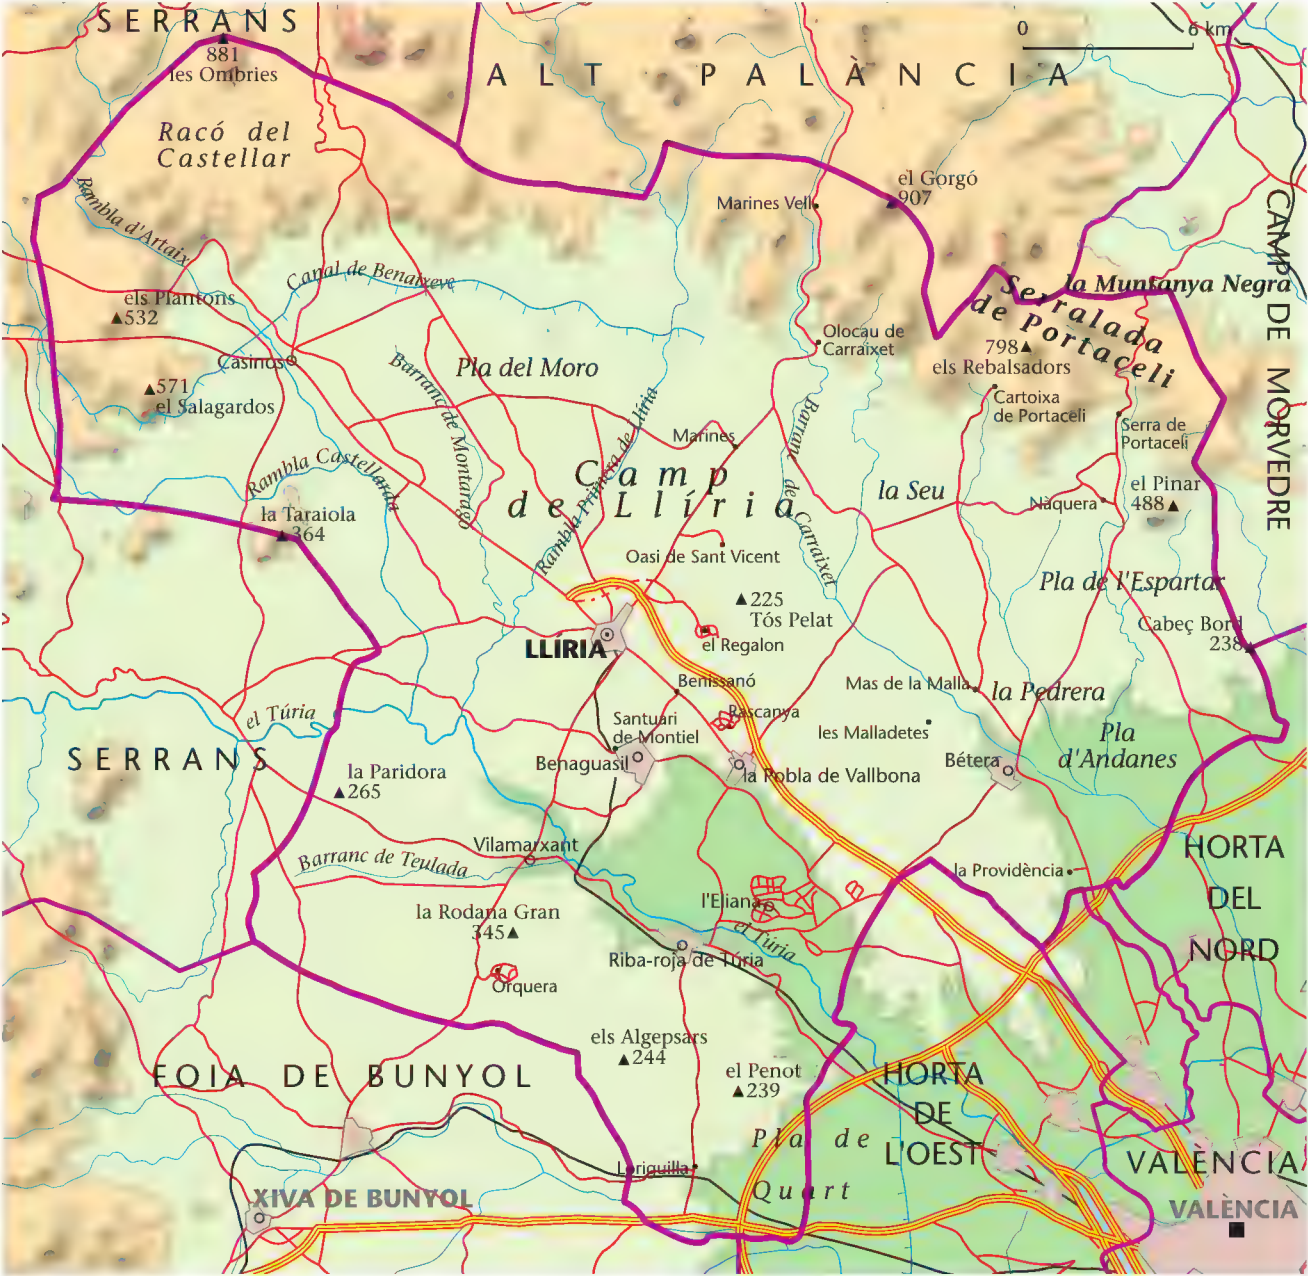 SERRANS
881
les Ombries
0
6 km
ALT PALÀNCIA
Racó del
Castellar
Rambla d'Artaix
el Gorgó
907
Marines Vell
CAMP DE MORVEDRE
Canal de Benaixeve
els Plantons
532
la Muntanya Negra
Serralada
de Portaceli
Olocau de
Carraixet
798
els Rebalsadors
Casinos
Pla del Moro
571
el Salagardos
Barranc de Montarago
Rambla Primera de Llíria
Cartoixa
de Portaceli
Serra de
Portaceli
Marines
Barranc de Carraixet
Rambla Castellarda
Camp
de Llíria
la Seu
el Pinar
488
Nàquera
la Taraiola
364
Oasi de Sant Vicent
Pla de l'Espartar
225
Tós Pelat
Cabeç Bord
238
LLÍRIA
el Regalon
Benissanó
Mas de la Malla
la Pedrera
el Túria
Rascanya
Santuari
de Montiel
les Malladetes
Pla
d'Andanes
SERRANS
Benaguasil
la Pobla de Vallbona
Bétera
la Paridora
265
Vilamarxant
HORTA
DEL
NORD
Barranc de Teulada
la Providència
l'Eliana
la Rodana Gran
345
el Túria
Riba-roja de Túria
Orquera
els Algepsars
244
el Penot
239
FOIA DE BUNYOL
HORTA
DE
L'OEST
Pla de
Quart
Loriguilla
VALÈNCIA
XIVA DE BUNYOL
VALÈNCIA